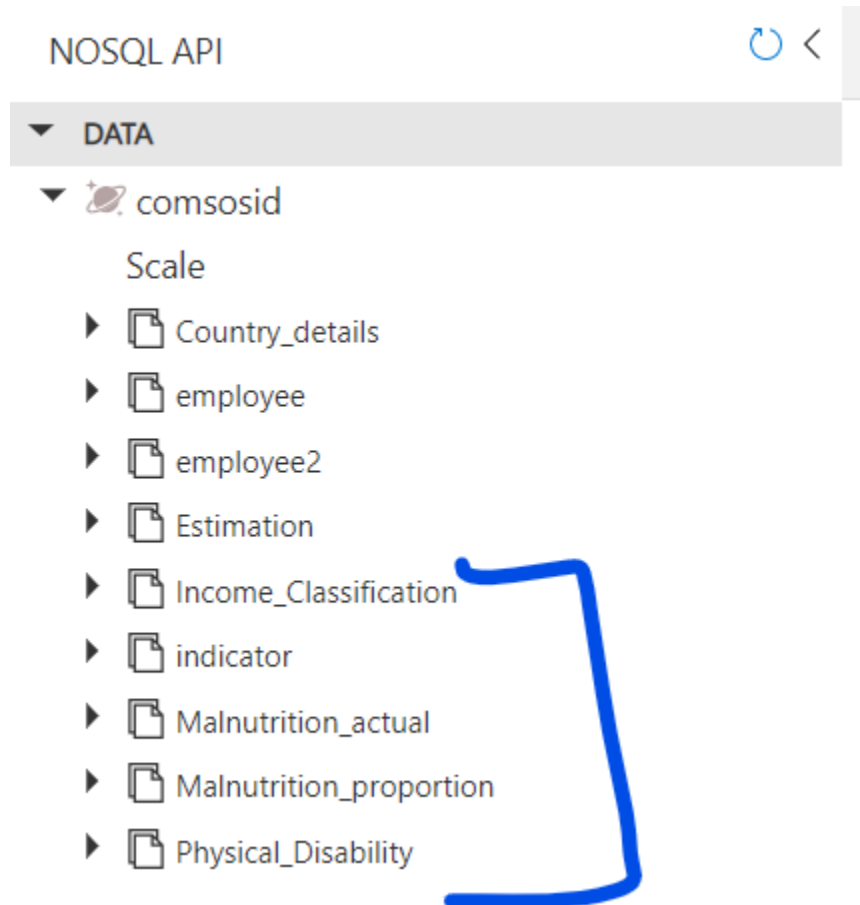 NOSQL API
DATA
comsosid
Scale
Country_details
employee
employee2
Estimation
Income_Classification
indicator
Malnutrition_actual
Malnutrition_proportion
Physical_Disability